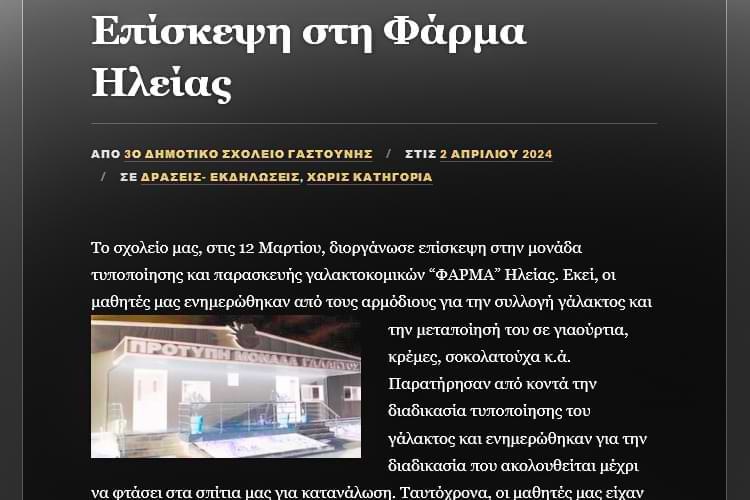 Επίσκεψη στη Φάρμα
Ηλείας
ΑΠΟ 3Ο ΔΗΜΟΤΙΚΟ ΣΧΟΛΕΙΟ ΓΑΣΤΟΥΝΗΣ / ΣΤΙΣ 2 ΑΠΡΙΛΙΟΥ 2024
/ ΣΕ ΔΡΑΣΕΙΣ- ΕΚΔΗΛΩΣΕΙΣ, ΧΩΡΙΣ ΚΑΤΗΓΟΡΙΑ
Το σχολείο μας, στις 12 Μαρτίου, διοργάνωσε επίσκεψη στην μονάδα
τυποποίησης και παρασκευής γαλακτοκομικών “ΦΑΡΜΑ” Ηλείας. Εκεί, οι
μαθητές μας ενημερώθηκαν από τους αρμόδιους για την συλλογή γάλακτος και
την μεταποίησή του σε γιαούρτια,
κρέμες, σοκολατούχα κ.ά.
Παρατήρησαν από κοντά την
διαδικασία τυποποίησης του
γάλακτος και ενημερώθηκαν για την
διαδικασία που ακολουθείται μέχρι
να φτάσει στα σπίτια μας για κατανάλωση. Ταυτόχρονα, οι μαθητές μας είχαν
ΠΡΟΤΥΠΗ ΜΟΝΑΔΑ ΓΑΛΑΚΤΟΣ